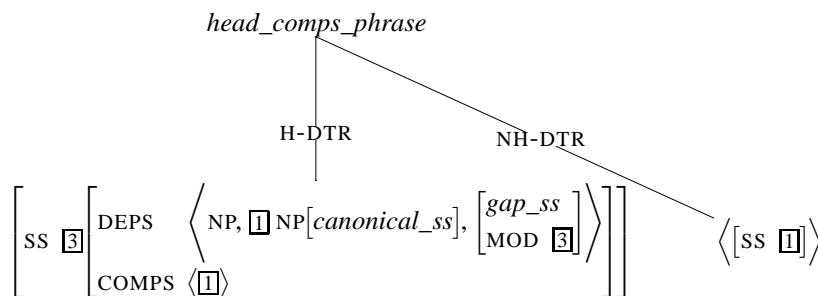 head_comps_phrase
H-DTR NH-DTR
[SS [3] [DEPS ⟨NP, [1] NP[canonical_ss], [gap_ss
MOD [3]]⟩
COMPS ⟨[1]⟩]] ⟨[SS [1]]⟩